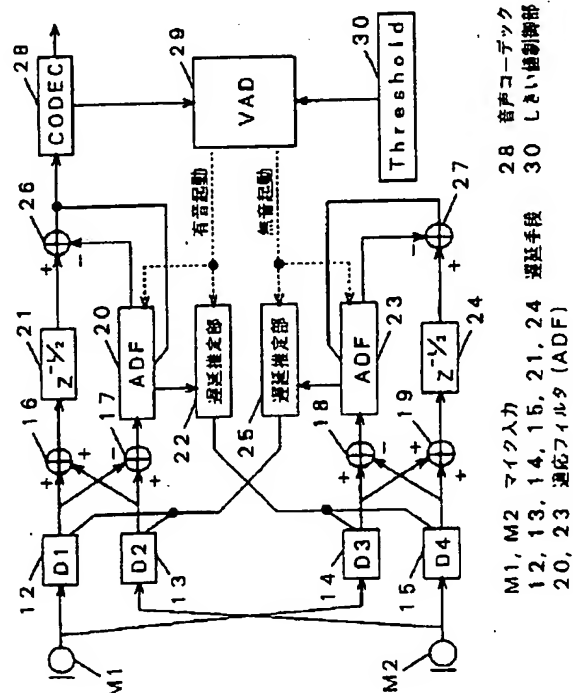 28
CODEC
26
29
VAD
30
Threshold
21
Z^-L/2
20
ADF
有音起動
無音起動
16
17
22
遅延推定部
25
遅延推定部
23
ADF
27
24
Z^-L/2
18
19
12
D1
D2
13
14
D3
15
D4
M1
M2
+
+
+
-
+
-
+
-
+
+
-
+
M1, M2 マイク入力
12, 13, 14, 15, 21, 24 遅延手段
20, 23 適応フィルタ (ADF)
28 音声コーデック
30 しきい値制御部